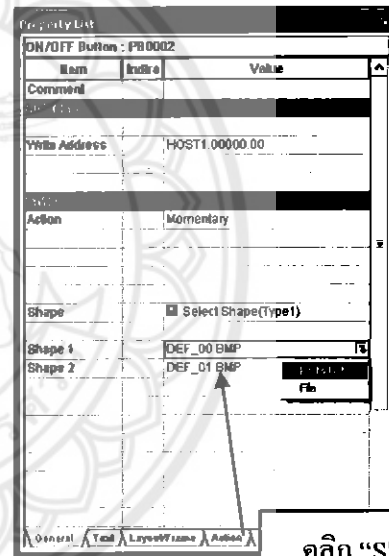 Property List
ON/OFF Button : PB0002
Item Indire Value
Comment
Write Address HOST1.00000.00
Action Momentary
Shape Select Shape(Type1)
Shape 1 DEF_00 BMP
Shape 2 DEF_01 BMP
File
General Text Layout/Frame Action
คลิก “S